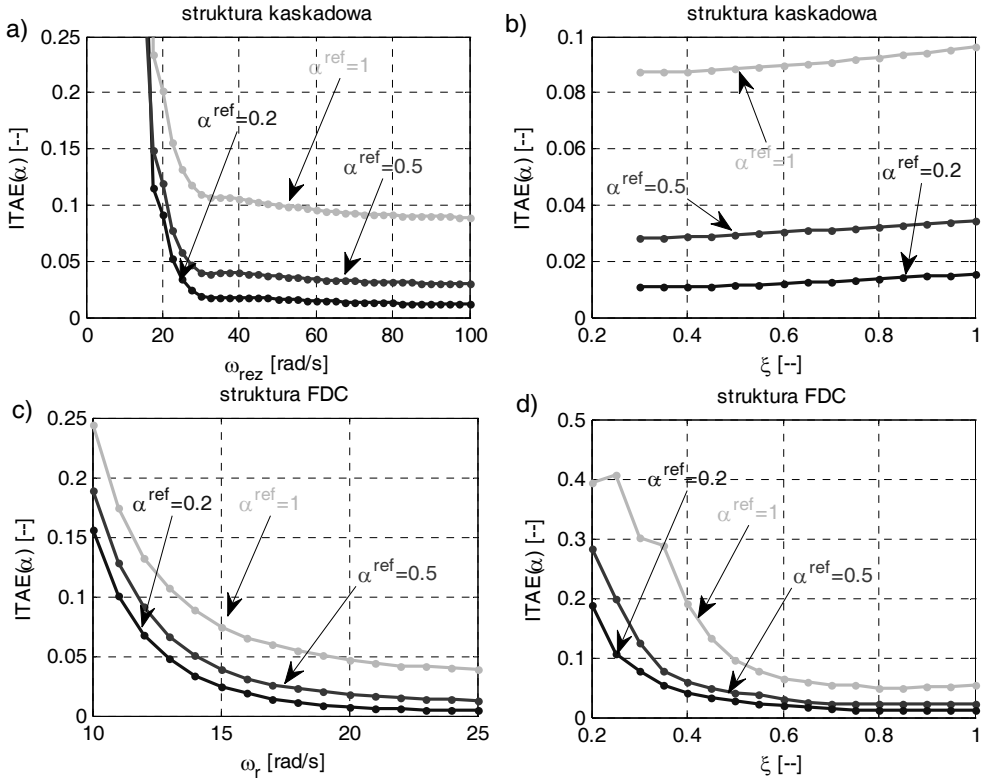 struktura kaskadowa
a)
0.25
0.2
0.15
0.1
0.05
0
ITAE(α) [--]
α^ref=1
α^ref=0.2
α^ref=0.5
0 20 40 60 80 100
ω_rez [rad/s]
struktura kaskadowa
b)
0.1
0.08
0.06
0.04
0.02
0
ITAE(α) [--]
α^ref=1
α^ref=0.2
α^ref=0.5
0.2 0.4 0.6 0.8 1
ξ [--]
struktura FDC
c)
0.25
0.2
0.15
0.1
0.05
0
ITAE(α) [--]
α^ref=0.2
α^ref=1
α^ref=0.5
10 15 20 25
ω_r [rad/s]
struktura FDC
d)
0.5
0.4
0.3
0.2
0.1
0
ITAE(α) [--]
α^ref=0.2
α^ref=1
α^ref=0.5
0.2 0.4 0.6 0.8 1
ξ [--]